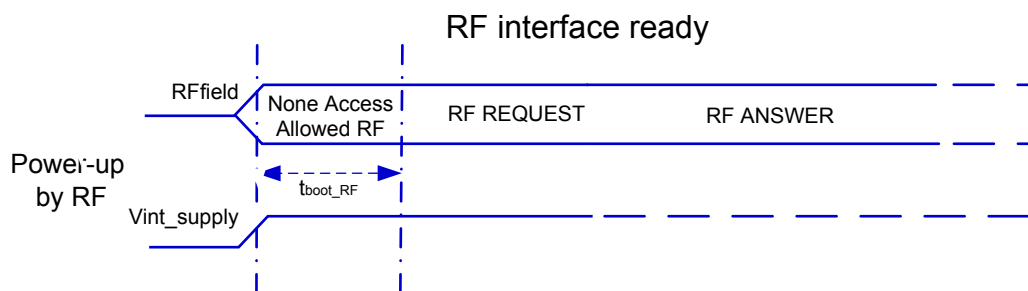 RF interface ready
RFfield
None Access
Allowed RF
RF REQUEST
RF ANSWER
Power-up
by RF
tboot_RF
Vint_supply